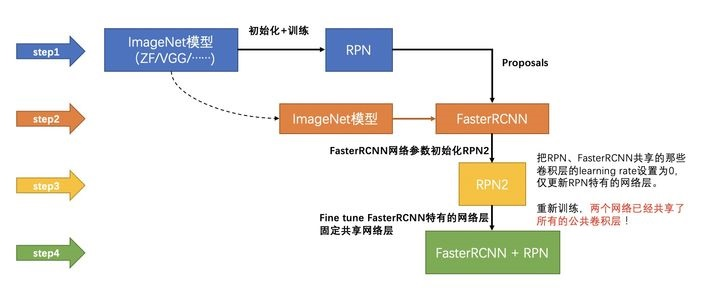 step1
ImageNet模型
（ZF/VGG/······)
初始化+训练
RPN
Proposals
step2
ImageNet模型
FasterRCNN
FasterRCNN网络参数初始化RPN2
step3
RPN2
把RPN、FasterRCNN共享的那些
卷积层的learning rate设置为0，
仅更新RPN特有的网络层。
重新训练，两个网络已经共享了
所有的公共卷积层！
Fine tune FasterRCNN特有的网络层
固定共享网络层
step4
FasterRCNN + RPN